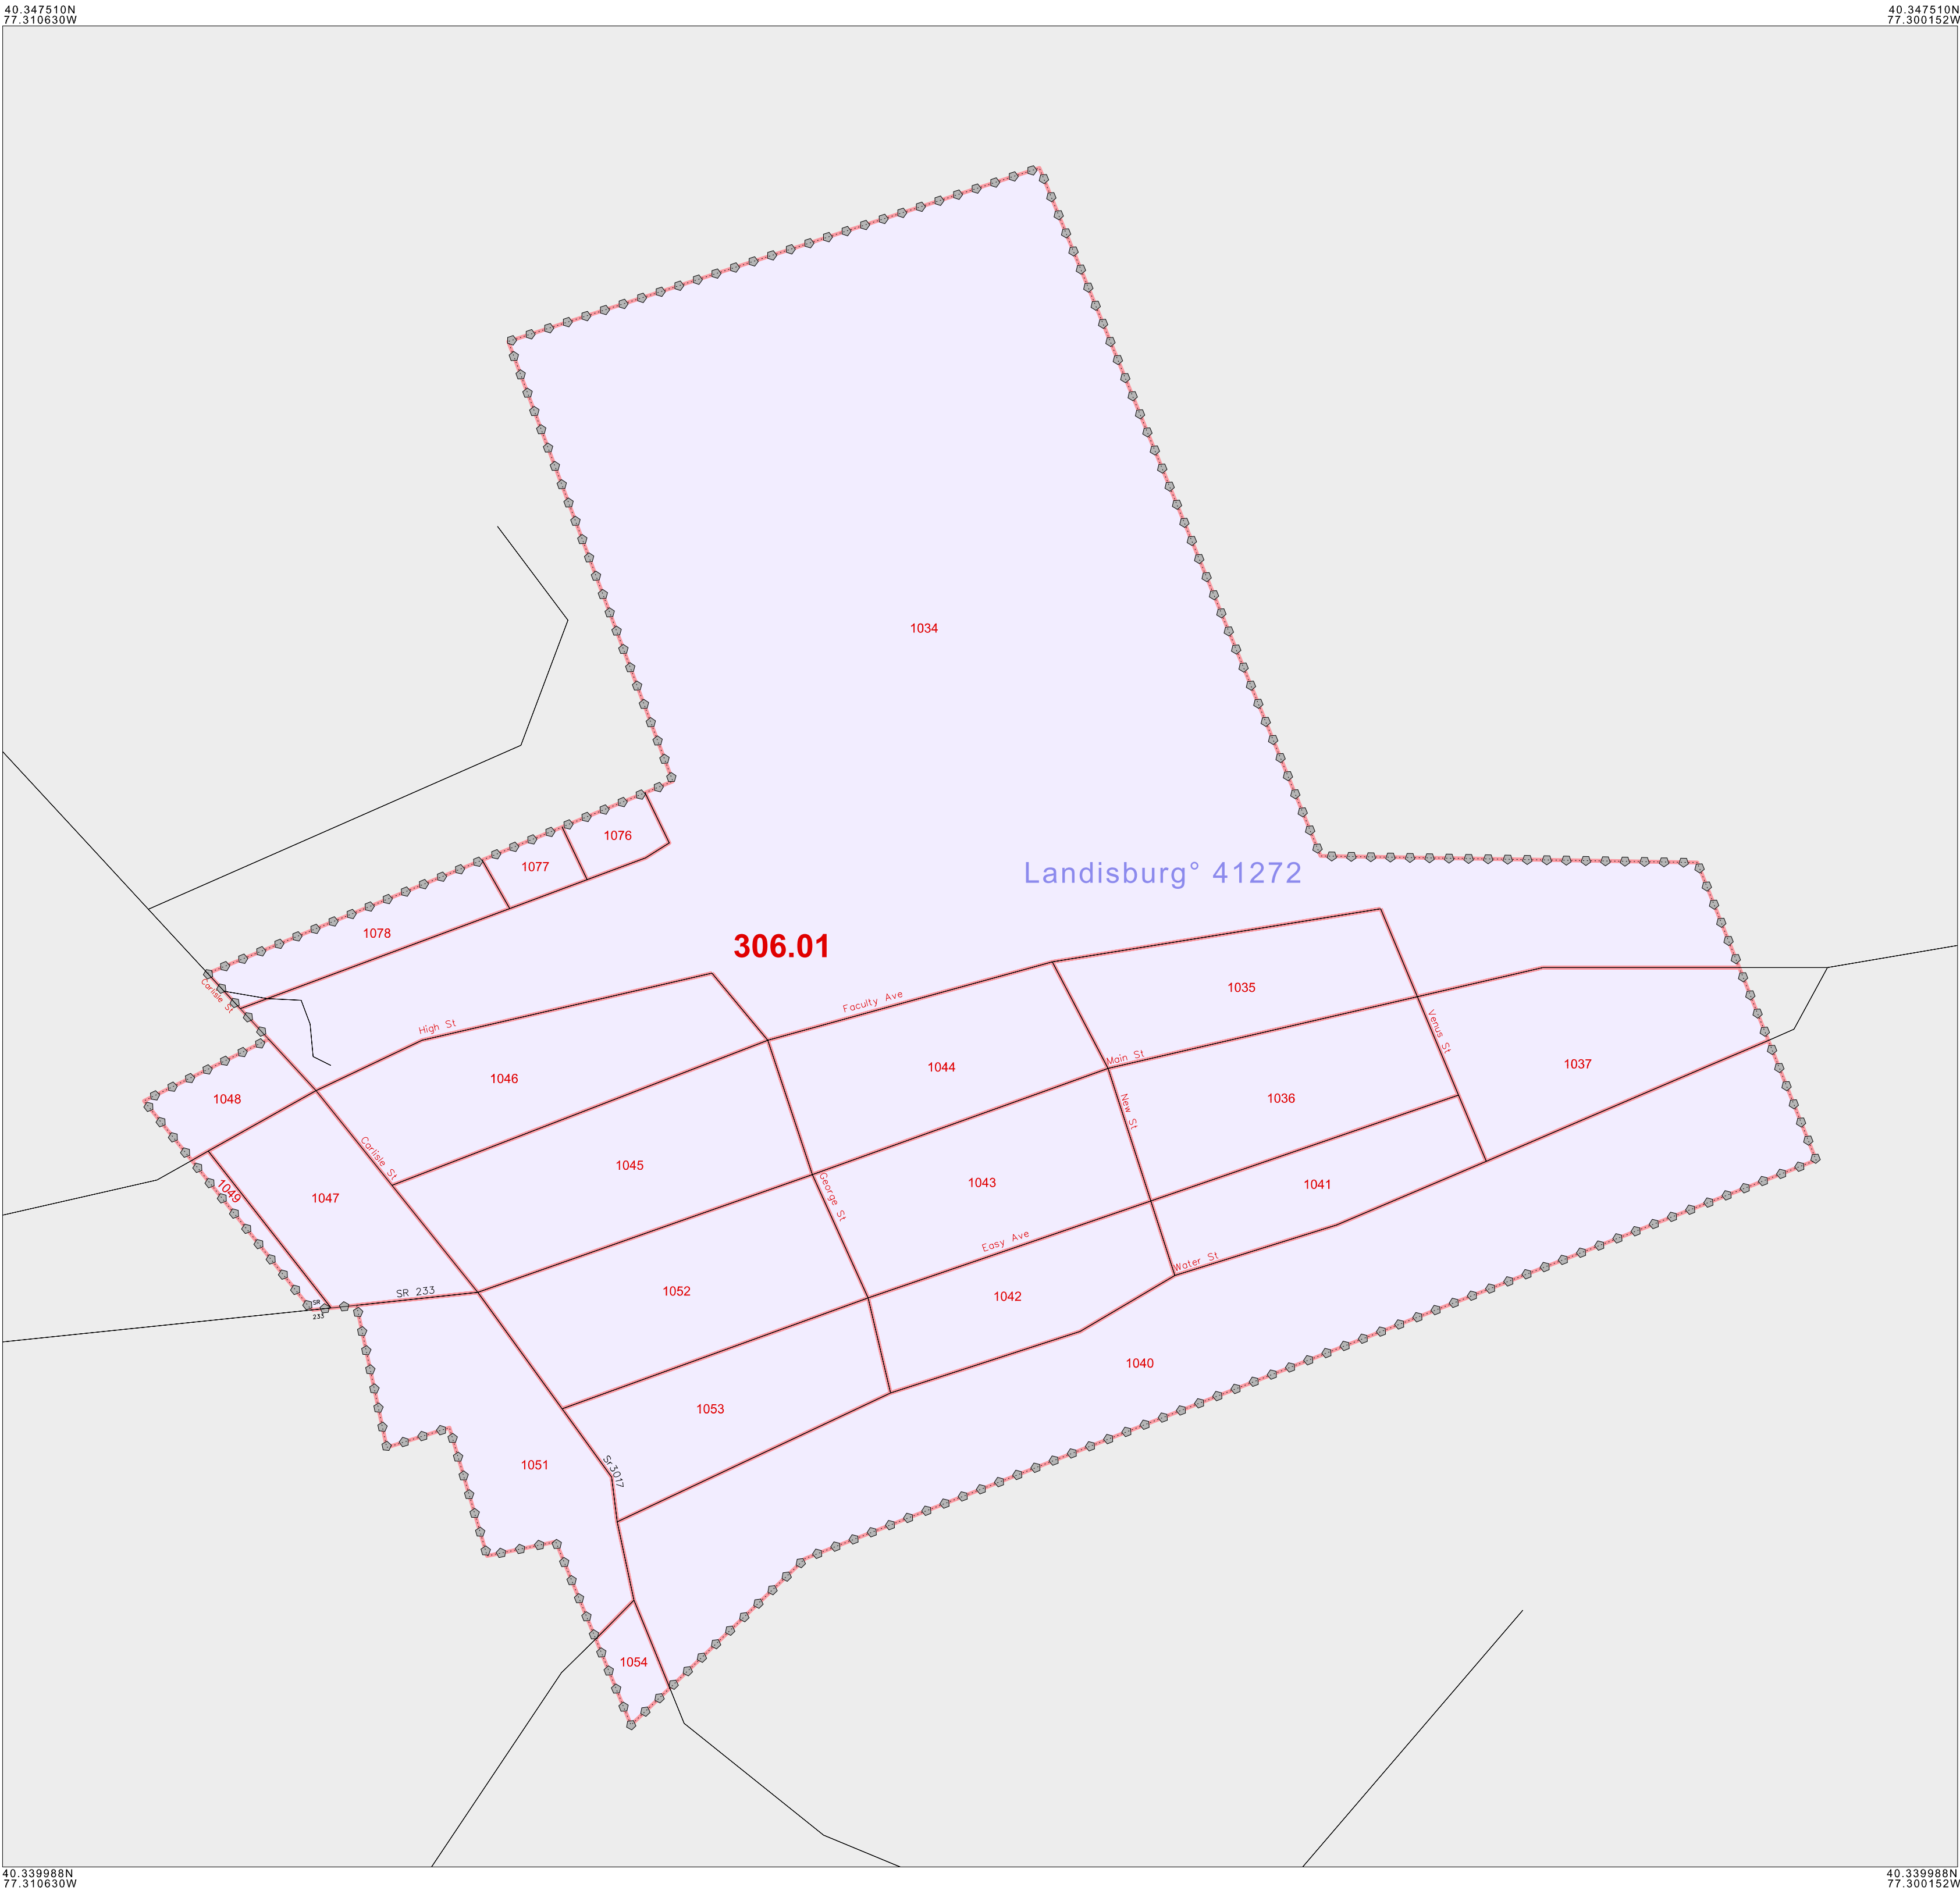 40.347510N
77.310630W
40.347510N
77.300152W
1034
1076
1077
Landisburg° 41272
1078
306.01
Carlisle St
1035
Faculty Ave
High St
Venus St
Main St
1037
1044
1046
1048
1036
New St
Carlisle St
1045
1043
1041
1049
1047
George St
Easy Ave
Water St
SR 233
1052
1042
SR
233
1040
1053
1051
Sr3017
1054
40.339988N
77.310630W
40.339988N
77.300152W